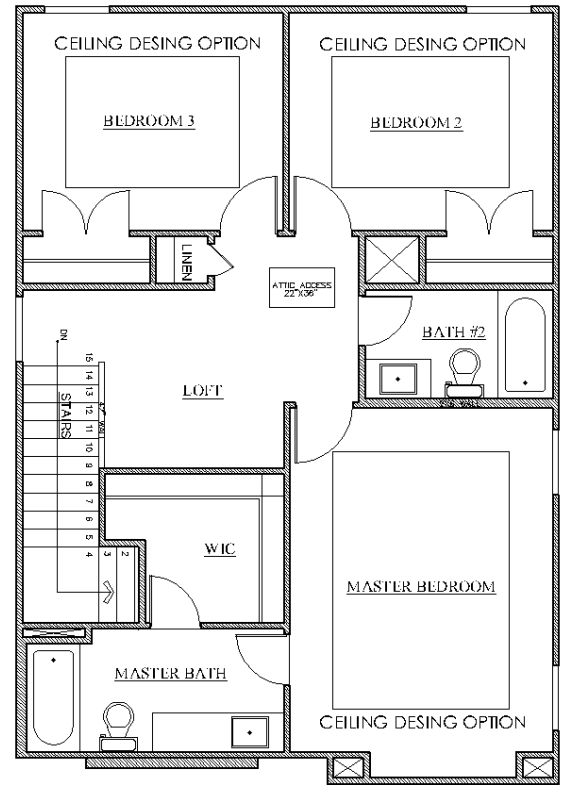 CEILING DESING OPTION
CEILING DESING OPTION
BEDROOM 3
BEDROOM 2
LINEN
ATTIC ACCESS
22"X36"
BATH #2
DN
15
14
13
12
11
10
9
8
7
6
5
4
3
2
STAIRS
LOFT
WIC
MASTER BEDROOM
MASTER BATH
CEILING DESING OPTION